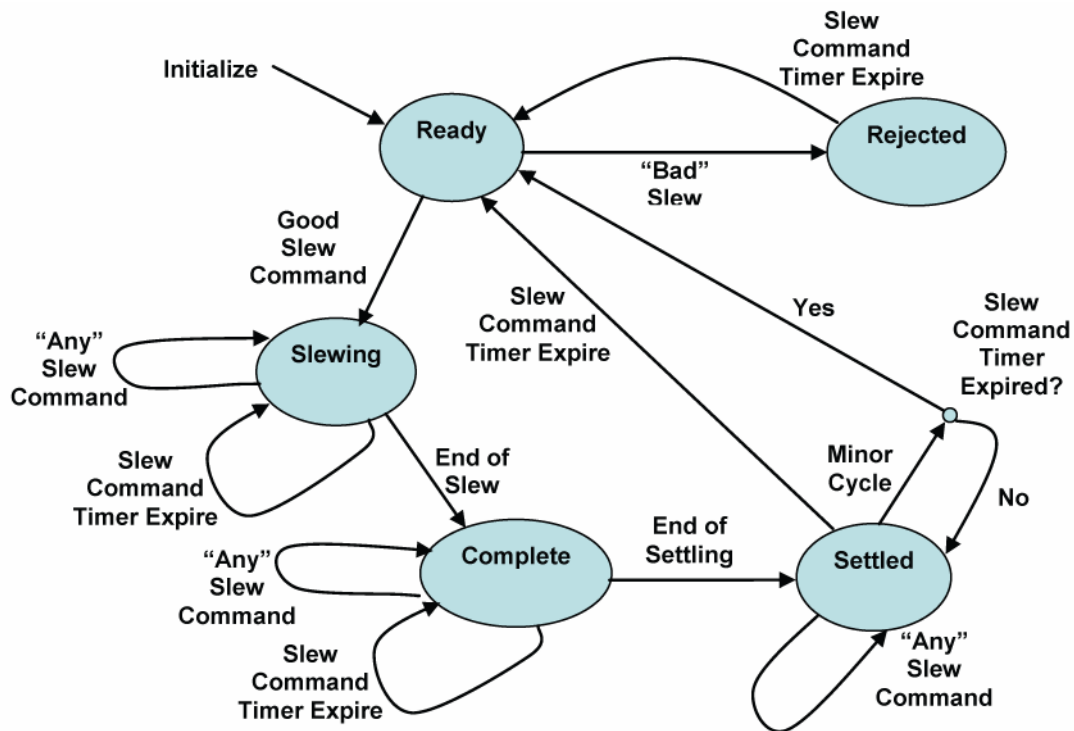 Slew
Command
Timer Expire
Initialize
Ready
Rejected
“Bad”
Slew
Good
Slew
Command
Slew
Command
Timer Expire
Yes
Slew
Command
Timer
Expired?
“Any”
Slew
Command
Slewing
Slew
Command
Timer Expire
End of
Slew
Minor
Cycle
No
“Any”
Slew
Command
Complete
End of
Settling
Settled
Slew
Command
Timer Expire
“Any”
Slew
Command